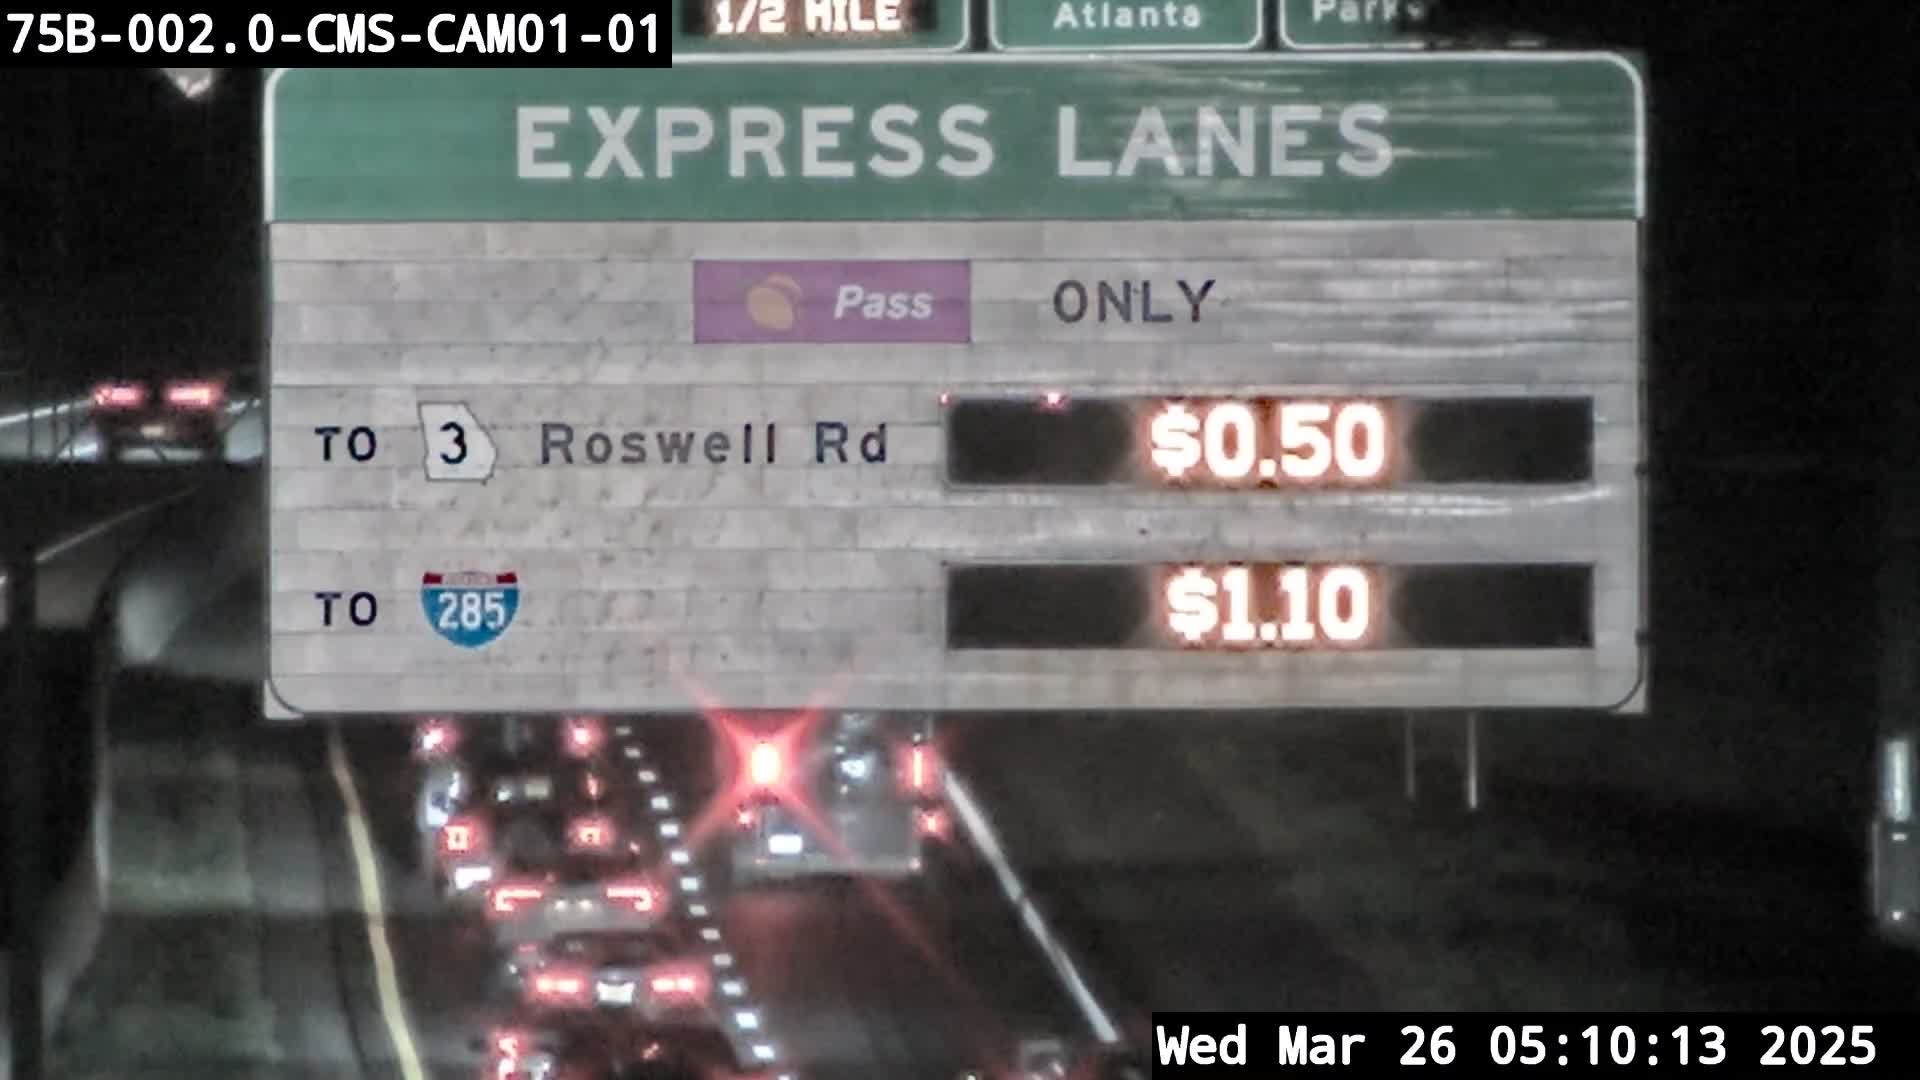 75B-002.0-CMS-CAM01-01
1/2 MILE
Atlanta
EXPRESS LANES
Pass ONLY
TO 3 Roswell Rd $0.50
TO 285 $1.10
Wed Mar 26 05:10:13 2025